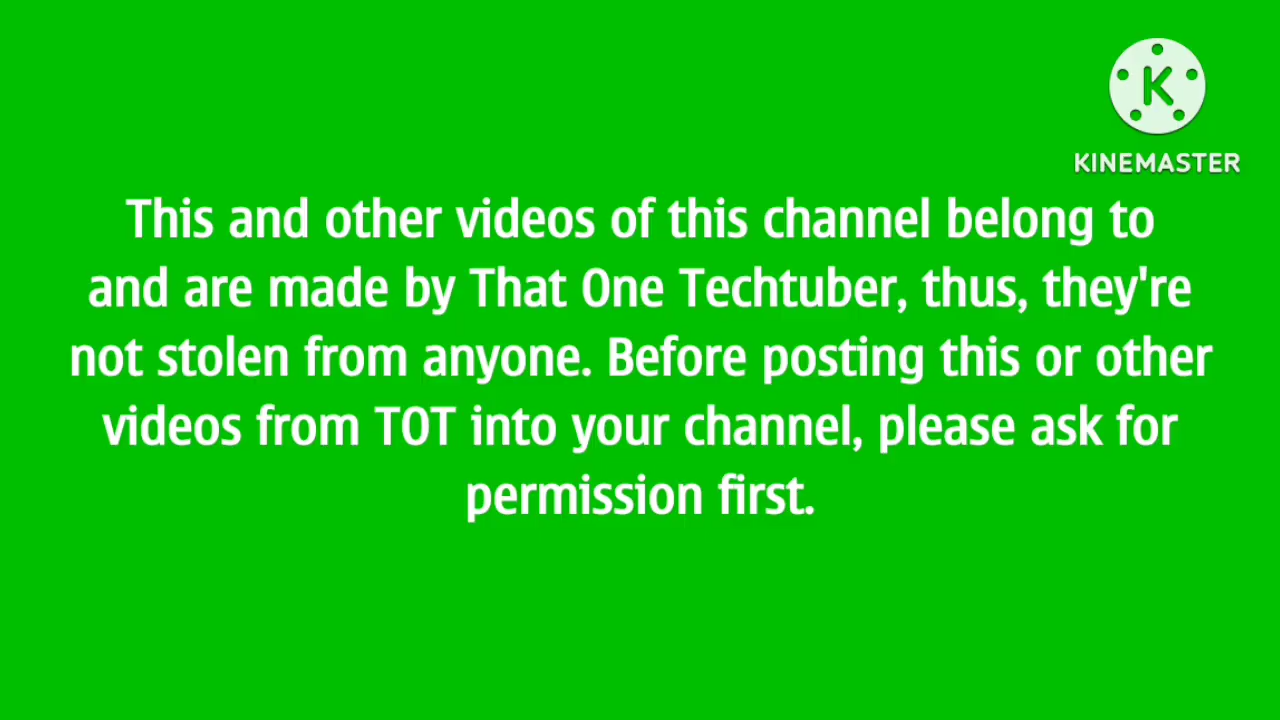 K
KINEMASTER
This and other videos of this channel belong to
and are made by That One Techtuber, thus, they're
not stolen from anyone. Before posting this or other
videos from TOT into your channel, please ask for
permission first.